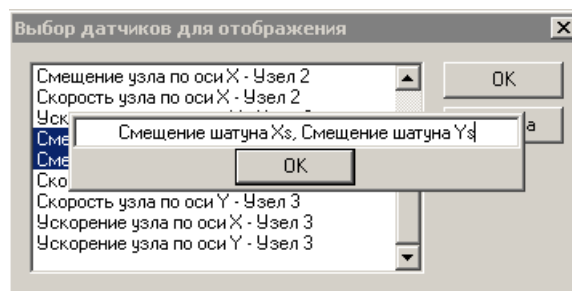 Выбор датчиков для отображения
Смещение узла по оси X - Узел 2
Скорость узла по оси X - Узел 2
OK
Смещение шатуна Xs, Смещение шатуна Ys
OK
Скорость узла по оси Y - Узел 3
Ускорение узла по оси X - Узел 3
Ускорение узла по оси Y - Узел 3